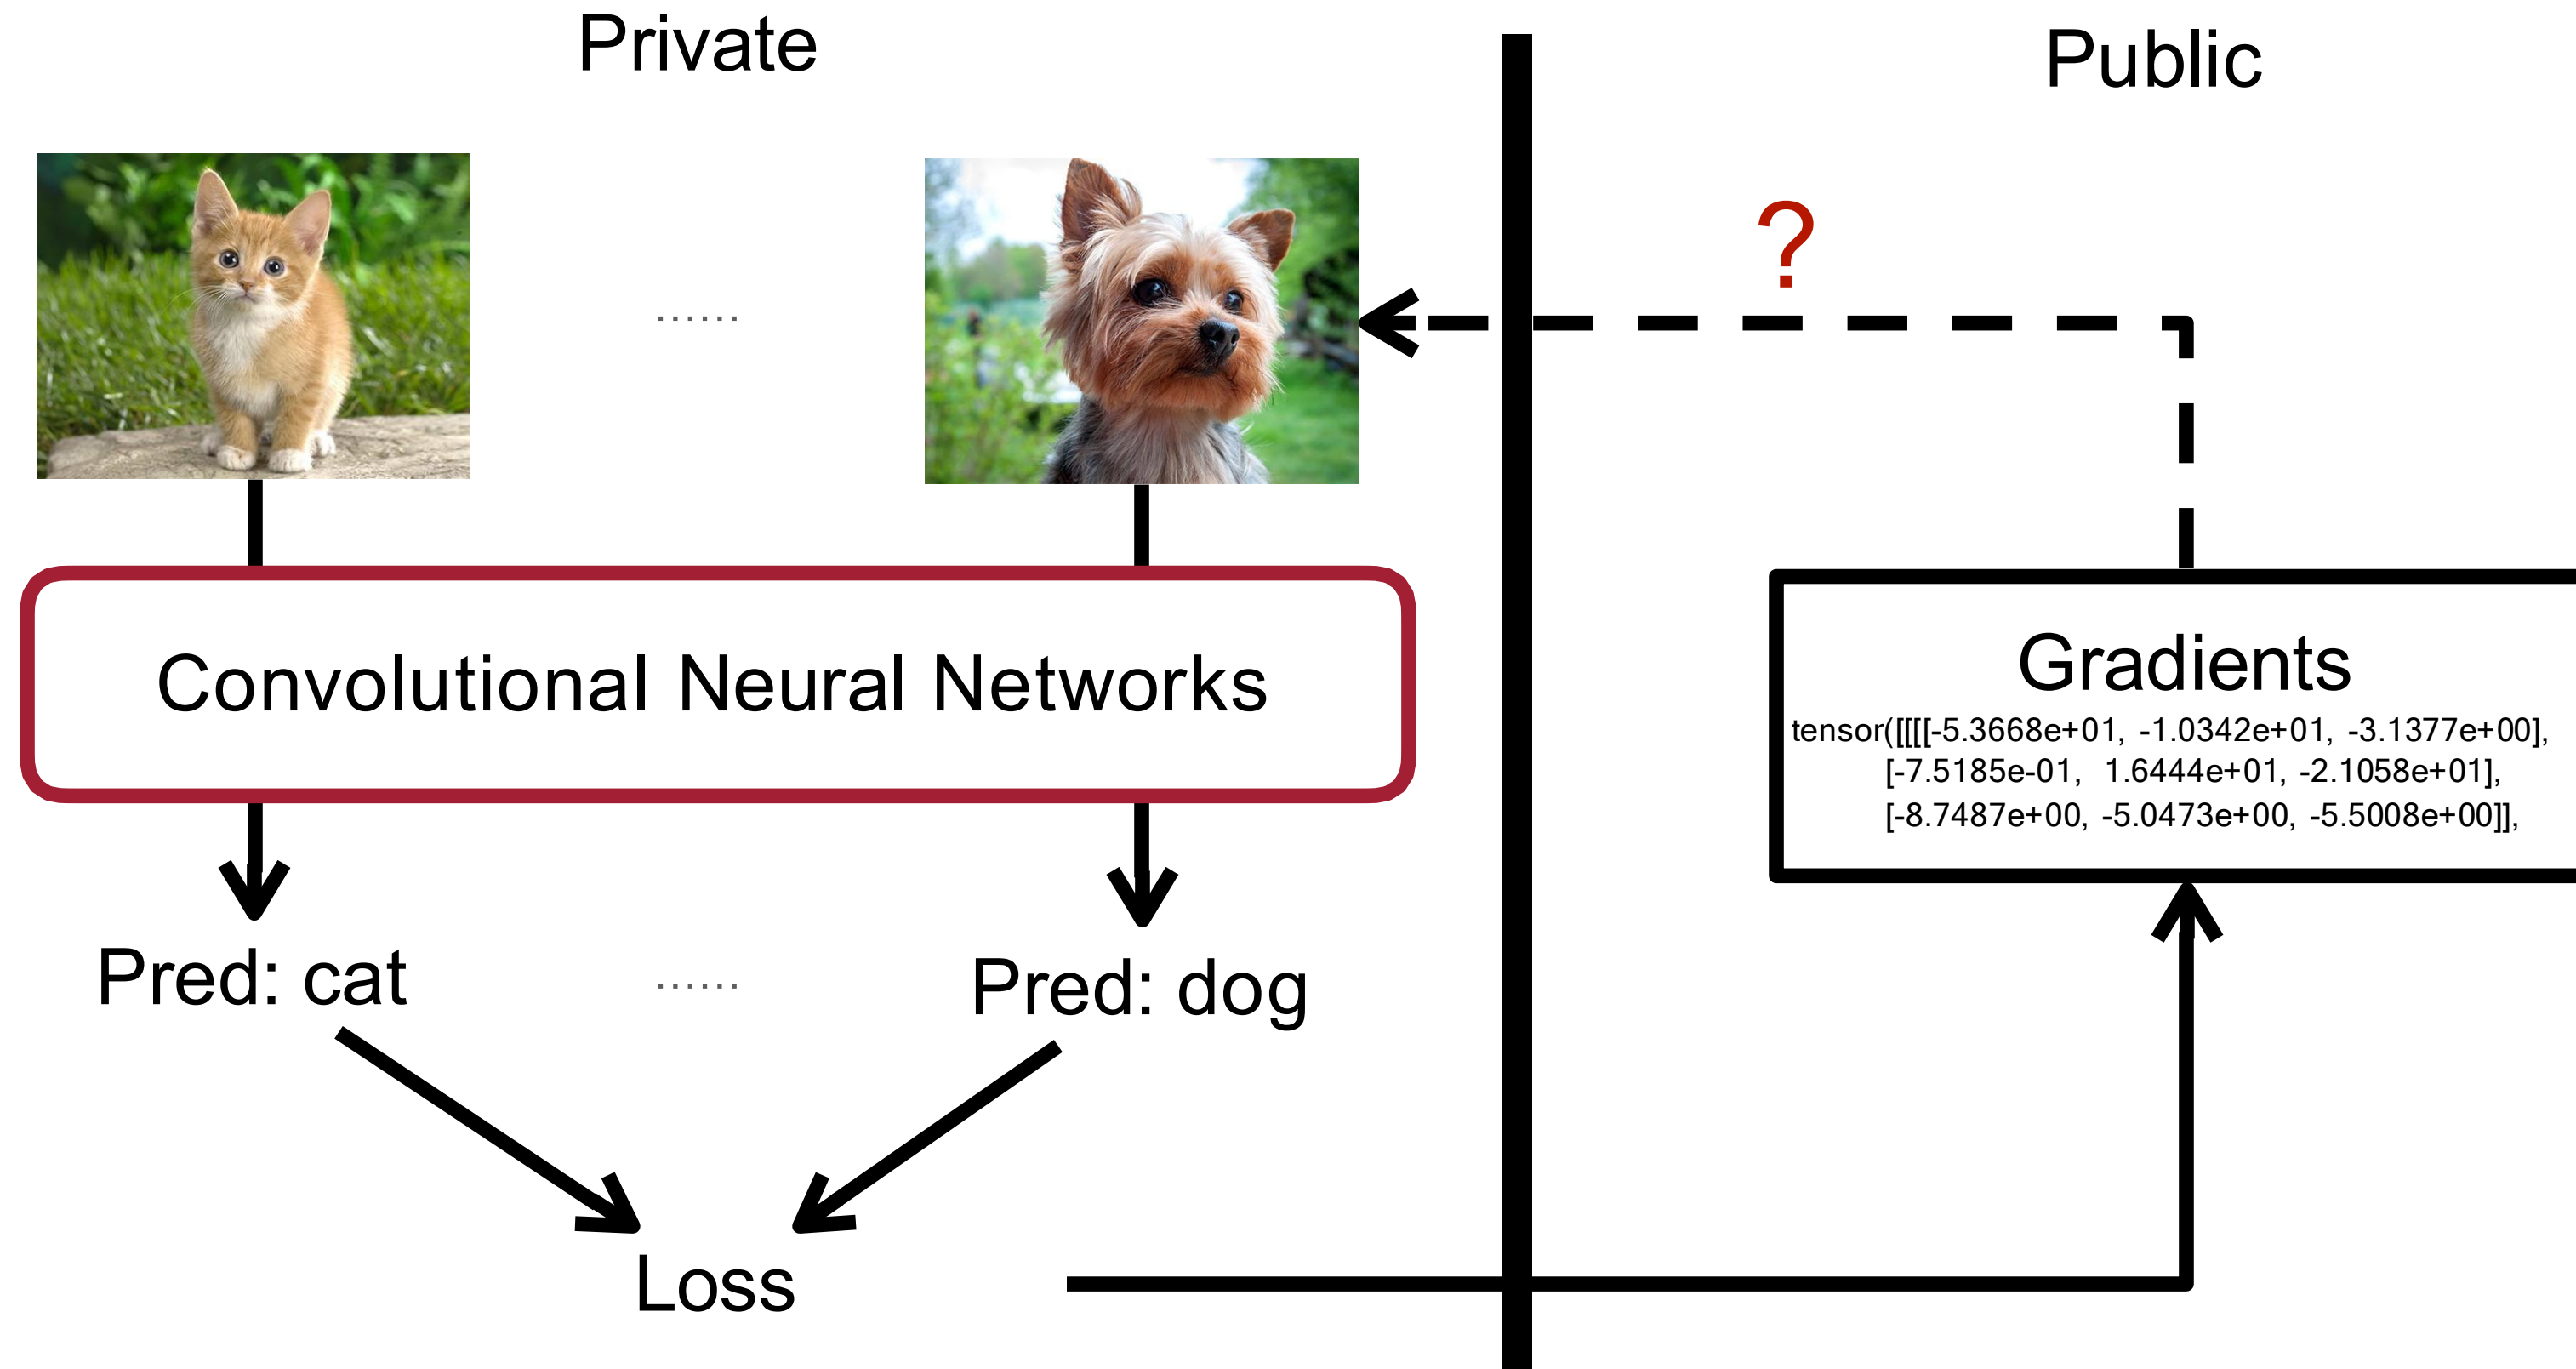 Private
Public
......
?
Convolutional Neural Networks
Gradients
tensor([[[[-5.3668e+01, -1.0342e+01, -3.1377e+00],
[-7.5185e-01, 1.6444e+01, -2.1058e+01],
[-8.7487e+00, -5.0473e+00, -5.5008e+00]],
Pred: cat
......
Pred: dog
Loss